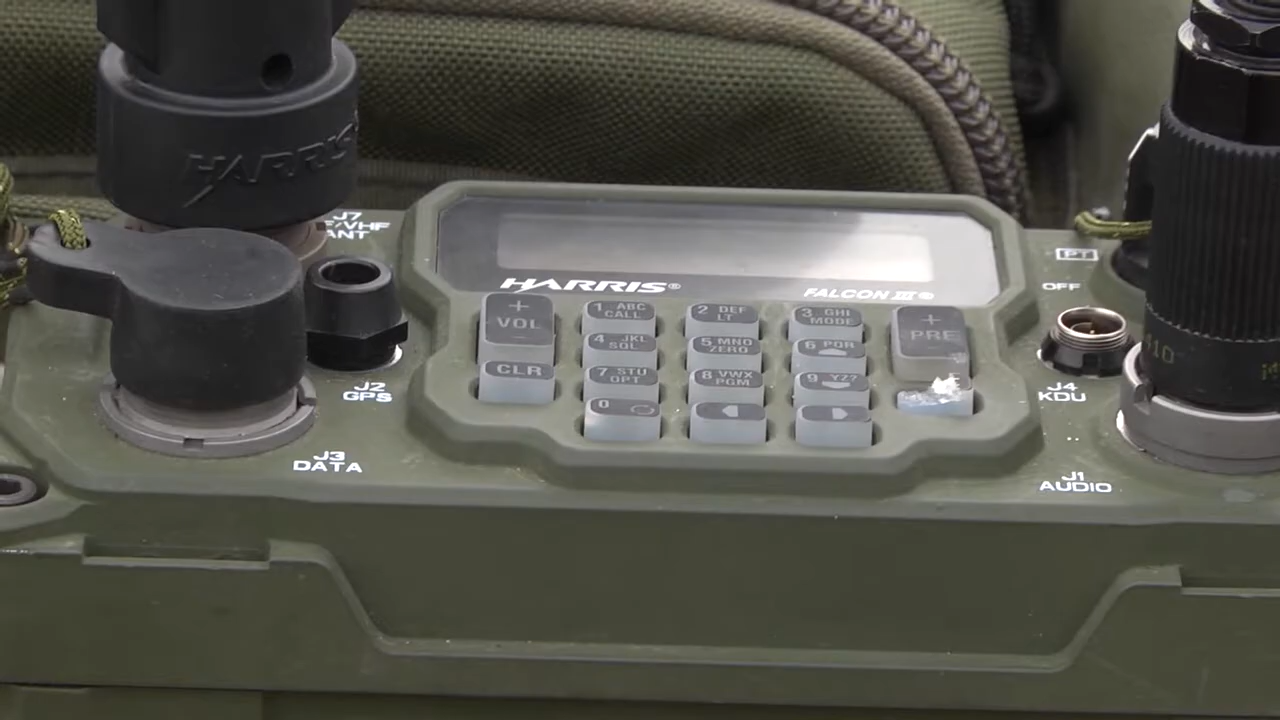 HARRIS
J7
F/VHF
ANT
J2
GPS
J3
DATA
HARRIS®
FALCON III®
+
VOL
-
1 ABC
CALL
2 DEF
LT
3 GHI
MODE
+
PRE
-
4 JKL
SQL
5 MNO
ZERO
6 PQR
CLR
7 STU
OPT
8 VWX
PGM
9 YZ?
E
0
PT
OFF
J4
KDU
J1
AUDIO